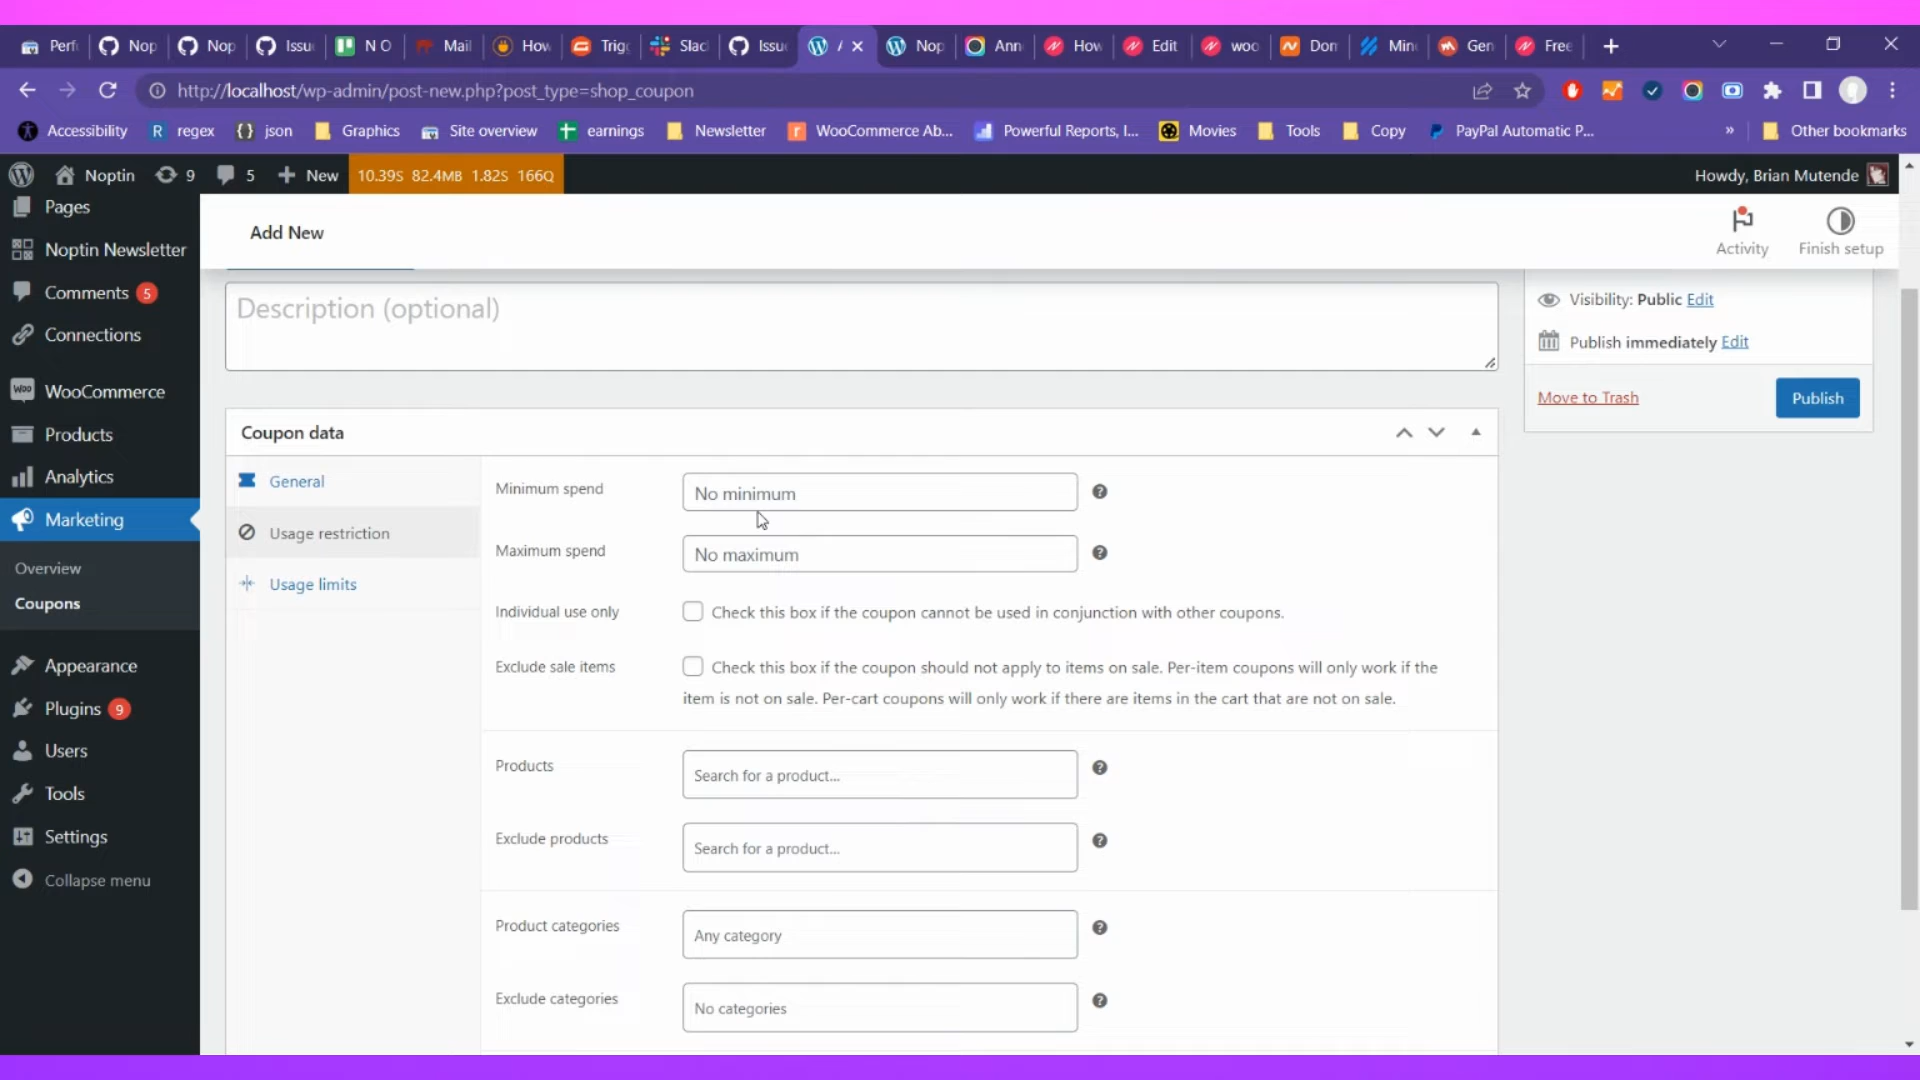 Perf
Nop
Nop
Issu
N O
Mail
How
Trig
Slac
Issu
Nop
Ann
How
Edit
woo
Don
Min
Gen
Free
http://localhost/wp-admin/post-new.php?post_type=shop_coupon
Accessibility
regex
json
Graphics
Site overview
earnings
Newsletter
WooCommerce Ab...
Powerful Reports, I...
Movies
Tools
Copy
PayPal Automatic P...
»
Other bookmarks
Noptin
9
5
New
10.39S 82.4MB 1.82S 166Q
Howdy, Brian Mutende
Pages
Noptin Newsletter
Comments 5
Connections
WooCommerce
Products
Analytics
Marketing
Overview
Coupons
Appearance
Plugins 9
Users
Tools
Settings
Collapse menu
Add New
Activity
Finish setup
Description (optional)
Visibility: Public Edit
Publish immediately Edit
Move to Trash
Publish
Coupon data
General
Usage restriction
Usage limits
Minimum spend
No minimum
Maximum spend
No maximum
Individual use only
Check this box if the coupon cannot be used in conjunction with other coupons.
Exclude sale items
Check this box if the coupon should not apply to items on sale. Per-item coupons will only work if the
item is not on sale. Per-cart coupons will only work if there are items in the cart that are not on sale.
Products
Search for a product...
Exclude products
Search for a product...
Product categories
Any category
Exclude categories
No categories